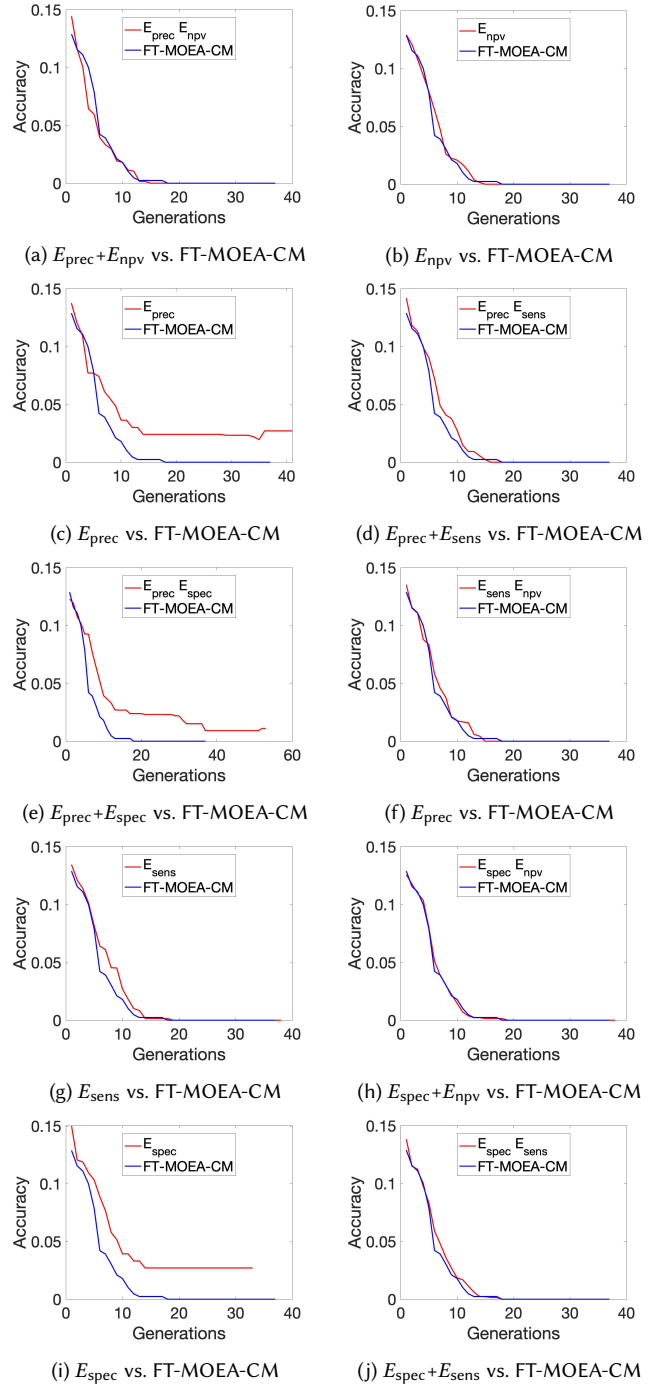 0.15
0.1
0.05
0
Accuracy
E_prec E_npv
FT-MOEA-CM
0 10 20 30 40
Generations
(a) E_prec+E_npv vs. FT-MOEA-CM
0.15
0.1
0.05
0
Accuracy
E_npv
FT-MOEA-CM
0 10 20 30 40
Generations
(b) E_npv vs. FT-MOEA-CM
0.15
0.1
0.05
0
Accuracy
E_prec
FT-MOEA-CM
0 10 20 30 40
Generations
(c) E_prec vs. FT-MOEA-CM
0.15
0.1
0.05
0
Accuracy
E_prec E_sens
FT-MOEA-CM
0 10 20 30 40
Generations
(d) E_prec+E_sens vs. FT-MOEA-CM
0.15
0.1
0.05
0
Accuracy
E_prec E_spec
FT-MOEA-CM
0 20 40 60
Generations
(e) E_prec+E_spec vs. FT-MOEA-CM
0.15
0.1
0.05
0
Accuracy
E_sens E_npv
FT-MOEA-CM
0 10 20 30 40
Generations
(f) E_prec vs. FT-MOEA-CM
0.15
0.1
0.05
0
Accuracy
E_sens
FT-MOEA-CM
0 10 20 30 40
Generations
(g) E_sens vs. FT-MOEA-CM
0.15
0.1
0.05
0
Accuracy
E_spec E_npv
FT-MOEA-CM
0 10 20 30 40
Generations
(h) E_spec+E_npv vs. FT-MOEA-CM
0.15
0.1
0.05
0
Accuracy
E_spec
FT-MOEA-CM
0 10 20 30 40
Generations
(i) E_spec vs. FT-MOEA-CM
0.15
0.1
0.05
0
Accuracy
E_spec E_sens
FT-MOEA-CM
0 10 20 30 40
Generations
(j) E_spec+E_sens vs. FT-MOEA-CM